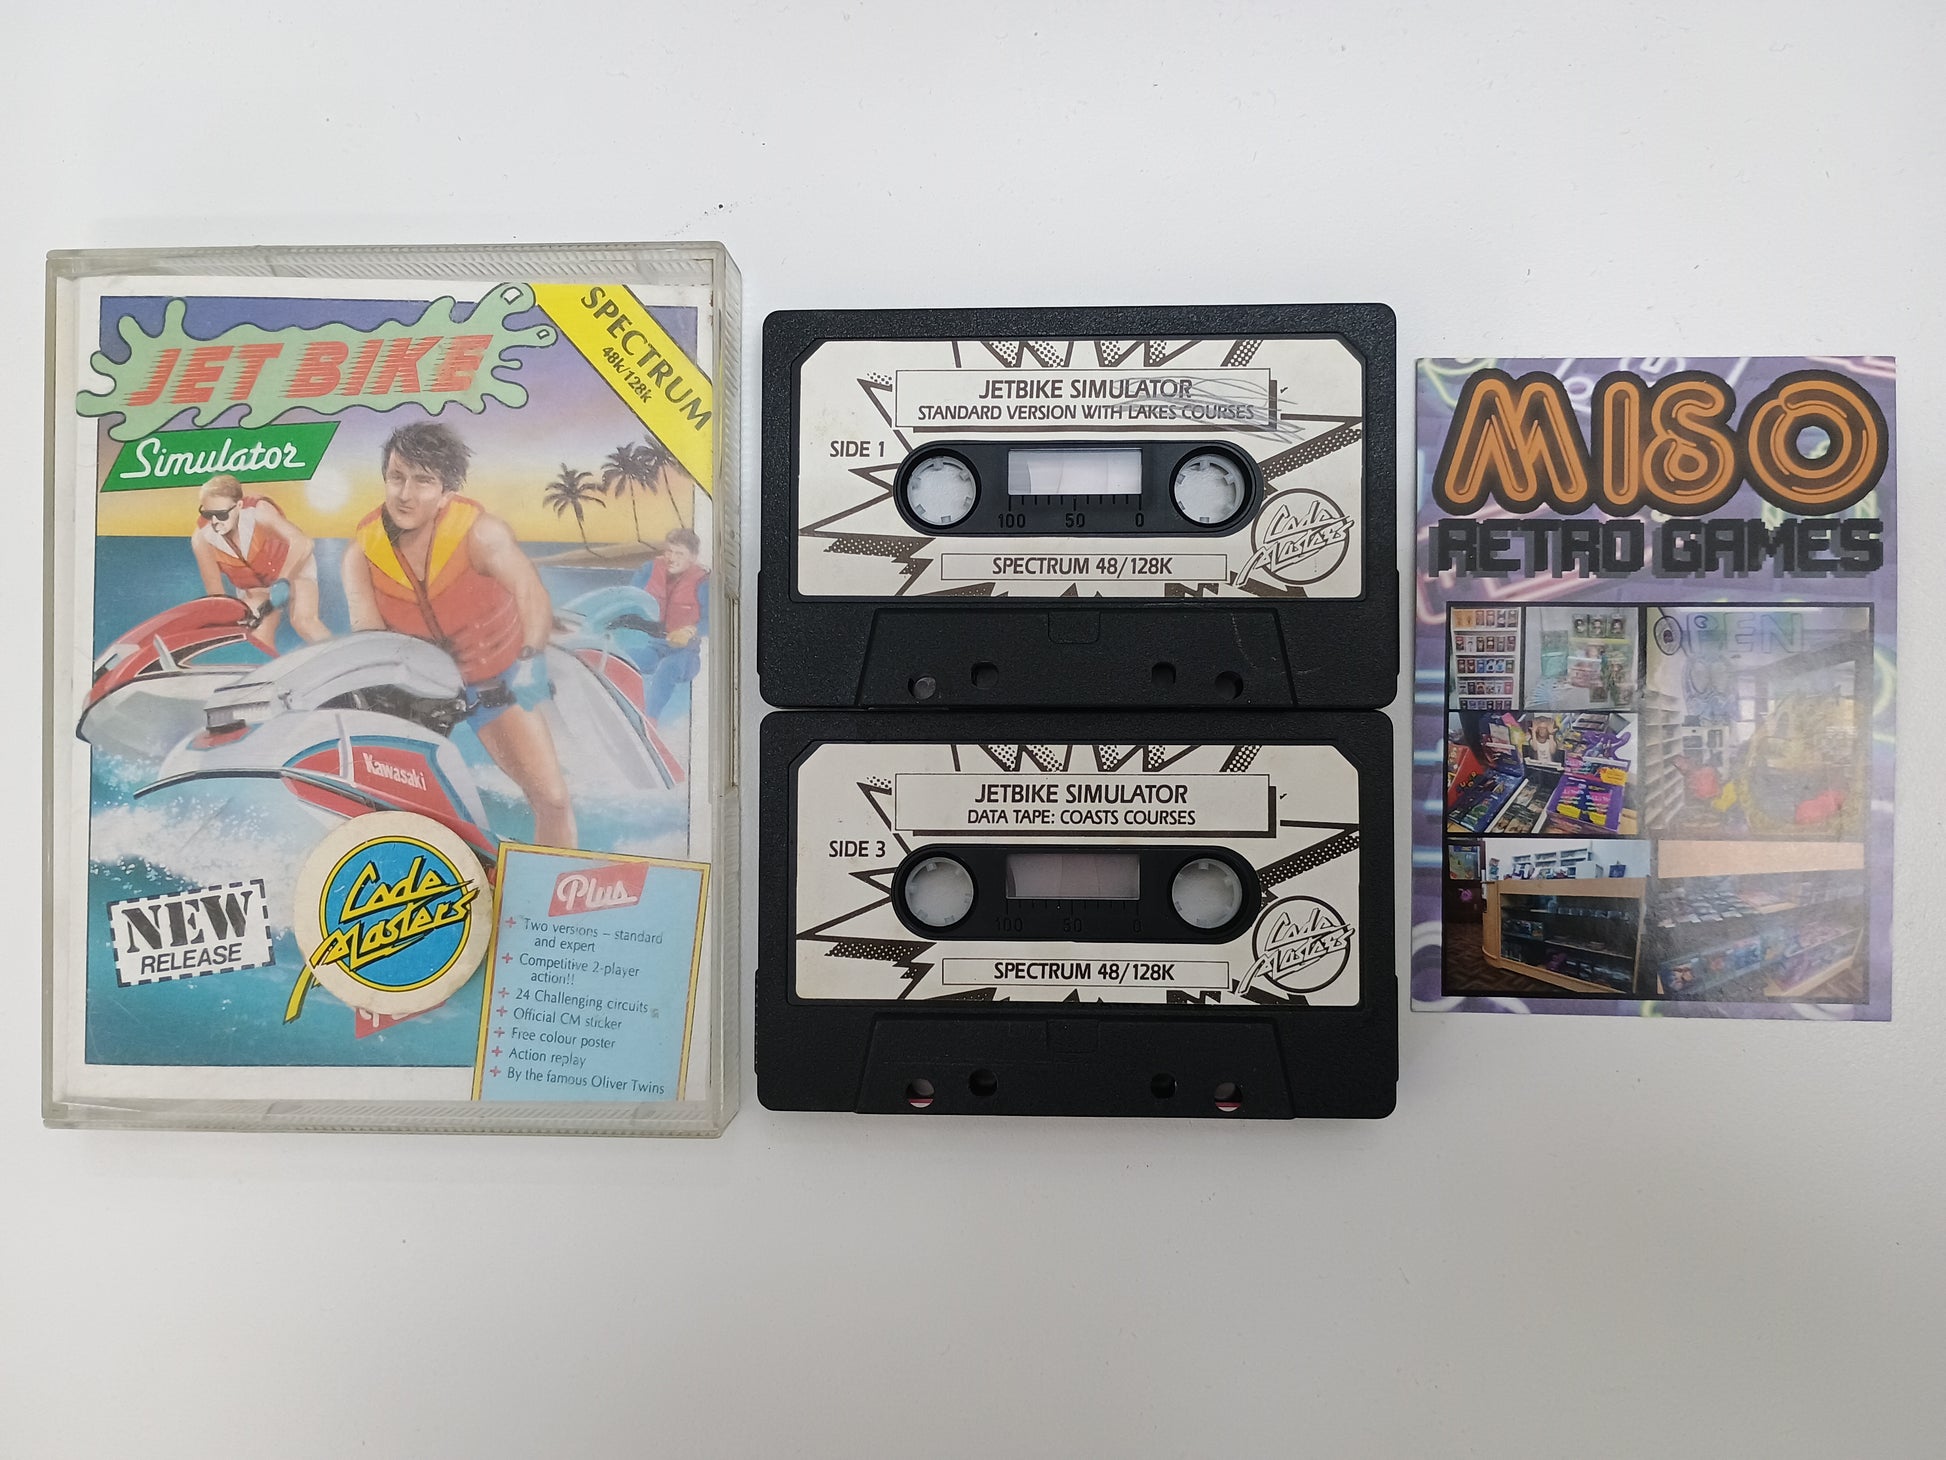 JET BIKE
Simulator
SPECTRUM
48k/128k
Kawasaki
NEW
RELEASE
Code
Masters
Plus
+ Two versions – standard
and expert
+ Competitive 2-player
action!!
+ 24 Challenging circuits
+ Official CM sticker
+ Free colour poster
+ Action replay
+ By the famous Oliver Twins
JETBIKE SIMULATOR
STANDARD VERSION WITH LAKES COURSES
SIDE 1
100 50 0
Code
Masters
SPECTRUM 48/128K
JETBIKE SIMULATOR
DATA TAPE: COASTS COURSES
SIDE 3
100 50 0
Code
Masters
SPECTRUM 48/128K
MISO
RETRO GAMES
OPEN